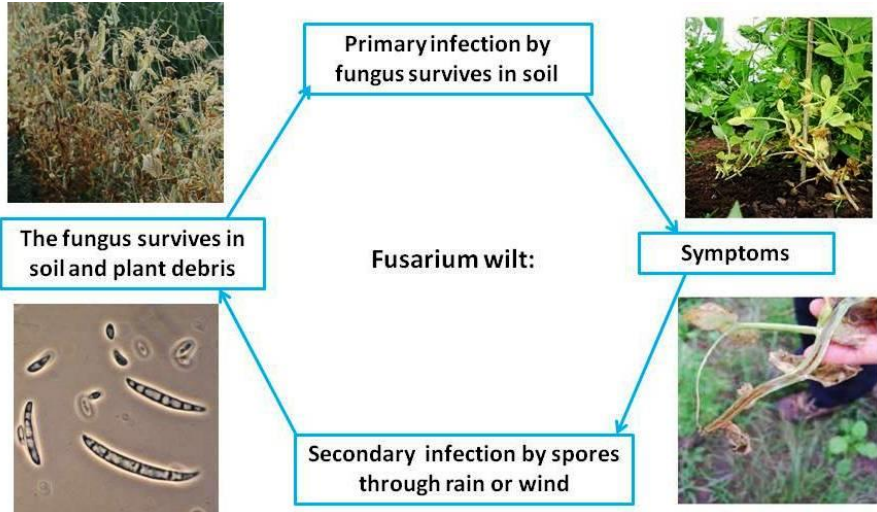 Primary infection by
fungus survives in soil
The fungus survives in
soil and plant debris
Fusarium wilt:
Symptoms
Secondary infection by spores
through rain or wind